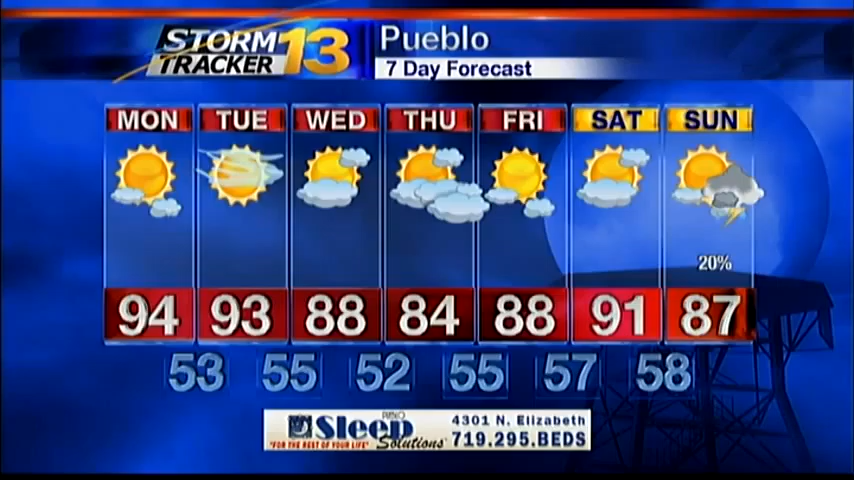 STORM
TRACKER 13
Pueblo
7 Day Forecast
MON TUE WED THU FRI SAT SUN
20%
94 93 88 84 88 91 87
53 55 52 55 57 58
PUEBLO
Sleep
Solutions
"FOR THE REST OF YOUR LIFE"
4301 N. Elizabeth
719.295.BEDS